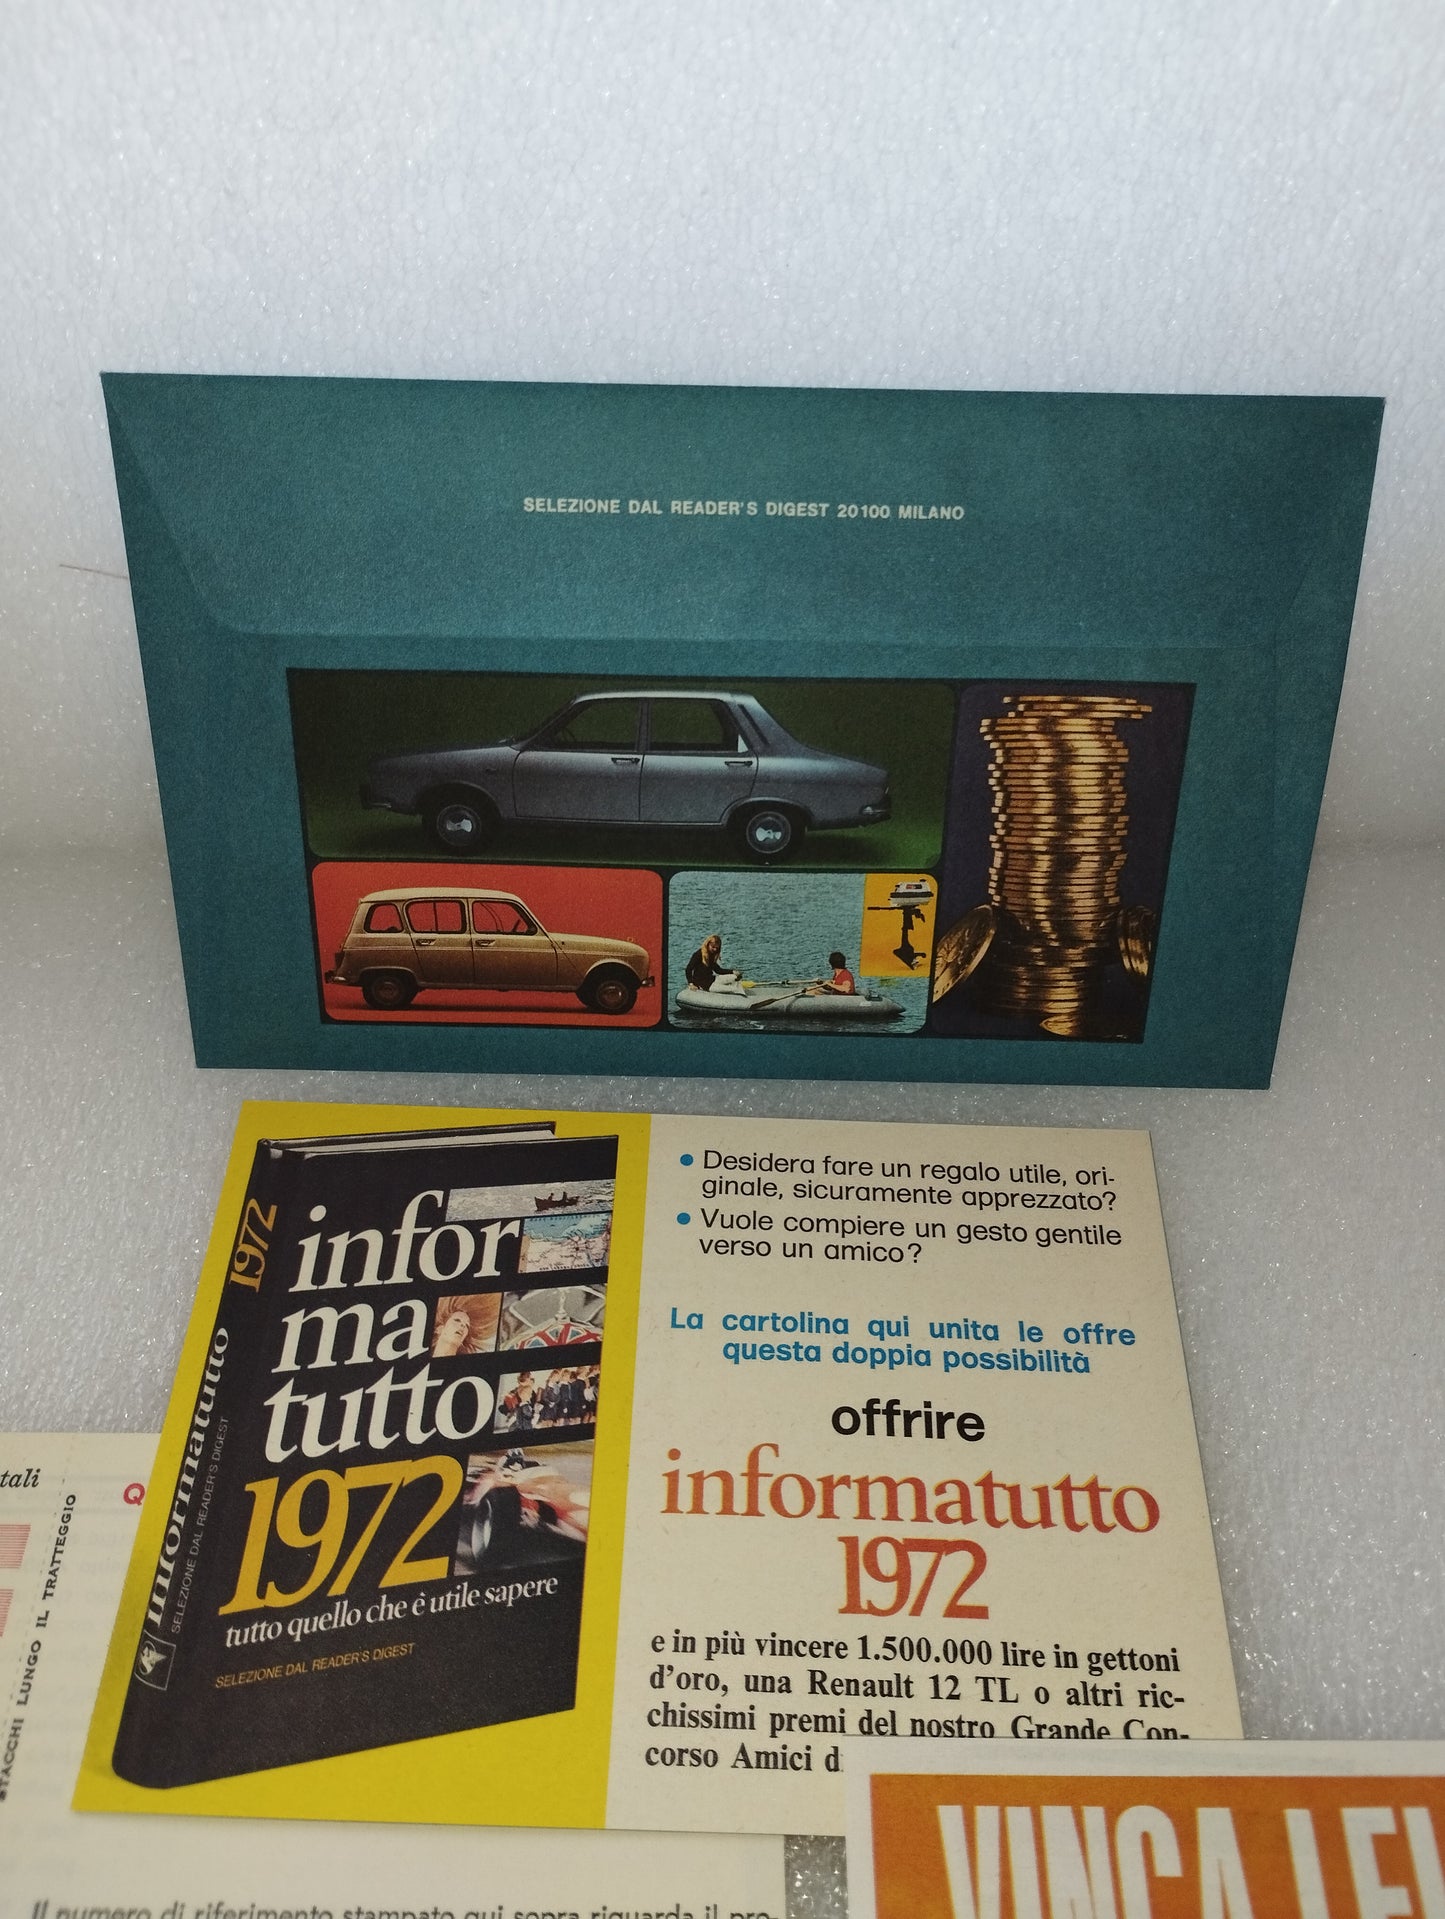 SELEZIONE DAL READER'S DIGEST 20100 MILANO
1972
informatutto
SELEZIONE DAL READER'S DIGEST
infor
ma
tutto
1972
tutto quello che è utile sapere
SELEZIONE DAL READER'S DIGEST
• Desidera fare un regalo utile, ori-
ginale, sicuramente apprezzato?
• Vuole compiere un gesto gentile
verso un amico?
La cartolina qui unita le offre
questa doppia possibilità
offrire
informatutto
1972
e in più vincere 1.500.000 lire in gettoni
d'oro, una Renault 12 TL o altri ric-
chissimi premi del nostro Grande Con-
corso Amici d
tali
Q
STACCHI LUNGO IL TRATTEGGIO
VINCA LEI
Il numero di riferimento stampato qui sopra riguarda il pro-